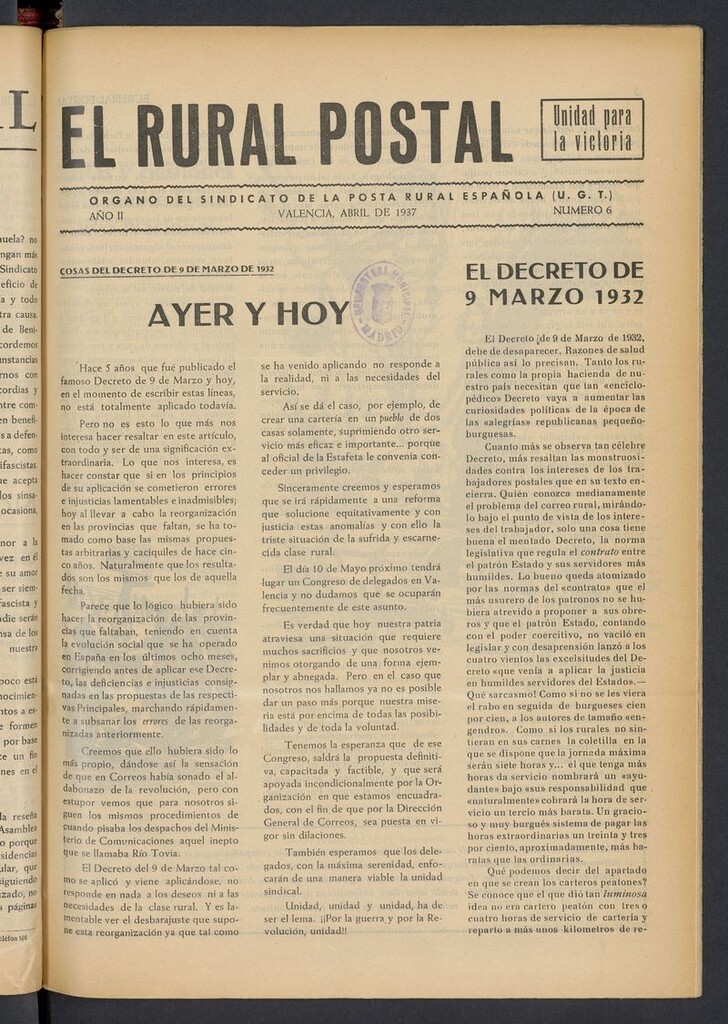 EL RURAL POSTAL
Unidad para
la victoria
ORGANO DEL SINDICATO DE LA POSTA RURAL ESPAÑOLA (U. G. T.)
AÑO II
VALENCIA, ABRIL DE 1937
NUMERO 6
COSAS DEL DECRETO DE 9 DE MARZO DE 1932
AYER Y HOY
Hace 5 años que fué publicado el
famoso Decreto de 9 de Marzo y hoy,
en el momento de escribir estas líneas,
no está totalmente aplicado todavía.
Pero no es esto lo que más nos
interesa hacer resaltar en este artículo,
con todo y ser de una significación ex-
traordinaria. Lo que nos interesa, es
hacer constar que si en los principios
de su aplicación se cometieron errores
e injusticias lamentables e inadmisibles;
hoy al llevar a cabo la reorganización
en las provincias que faltan, se ha to-
mado como base las mismas propues-
tas arbitrarias y caciquiles de hace cin-
co años. Naturalmente que los resulta-
dos son los mismos que los de aquella
fecha.
Parece que lo lógico hubiera sido
hacer la reorganización de las provin-
cias que faltaban, teniendo en cuenta
la evolución social que se ha operado
en España en los últimos ocho meses,
corrigiendo antes de aplicar ese Decre-
to, las deficiencias e injusticias consig-
nadas en las propuestas de las respecti-
vas Principales, marchando rápidamen-
te a subsanar los errores de las reorga-
nizadas anteriormente.
Creemos que ello hubiera sido lo
más propio, dándose así la sensación
de que en Correos había sonado el al-
dabonazo de la revolución, pero con
estupor vemos que para nosotros si-
guen los mismos procedimientos de
cuando pisaba los despachos del Minis-
terio de Comunicaciones aquel inepto
que se llamaba Río Tovia.
El Decreto del 9 de Marzo tal co-
mo se aplicó y viene aplicándose, no
responde en nada a los deseos ni a las
necesidades de la clase rural. Y es la-
mentable ver el desbarajuste que supo-
ne esta reorganización ya que tal como
se ha venido aplicando no responde a
la realidad, ni a las necesidades del
servicio.
Así se dá el caso, por ejemplo, de
crear una cartería en un pueblo de dos
casas solamente, suprimiendo otro ser-
vicio más eficaz e importante... porque
al oficial de la Estafeta le convenía con-
ceder un privilegio.
Sinceramente creemos y esperamos
que se irá rápidamente a una reforma
que solucione equitativamente y con
justicia estas anomalías y con ello la
triste situación de la sufrida y escarne-
cida clase rural.
El día 10 de Mayo próximo tendrá
lugar un Congreso de delegados en Va-
lencia y no dudamos que se ocuparán
frecuentemente de este asunto.
Es verdad que hoy nuestra patria
atraviesa una situación que requiere
muchos sacrificios y que nosotros ve-
nimos otorgando de una forma ejem-
plar y abnegada. Pero en el caso que
nosotros nos hallamos ya no es posible
dar un paso más porque nuestra mise-
ria está por encima de todas las posibi-
lidades y de toda la voluntad.
Tenemos la esperanza que de ese
Congreso, saldrá la propuesta definiti-
va, capacitada y factible, y que será
apoyada incondicionalmente por la Or-
ganización en que estamos encuadra-
dos, con el fin de que por la Dirección
General de Correos, sea puesta en vi-
gor sin dilaciones.
También esperamos que los dele-
gados, con la máxima serenidad, enfo-
carán de una manera viable la unidad
sindical.
Unidad, unidad y unidad, ha de
ser el lema. ¡¡Por la guerra y por la Re-
volución, unidad!!
EL DECRETO DE
9 MARZO 1932
El Decreto de 9 de Marzo de 1932,
debe de desaparecer. Razones de salud
pública así lo precisan. Tanto los ru-
rales como la propia hacienda de nu-
estro país necesitan que tan «enciclo-
pédico» Decreto vaya a aumentar las
curiosidades políticas de la época de
las «alegrías» republicanas pequeño-
burguesas.
Cuanto más se observa tan célebre
Decreto, más resaltan las monstruosi-
dades contra los intereses de los tra-
bajadores postales que en su texto en-
cierra. Quién conozca medianamente
el problema del correo rural, mirándo-
lo bajo el punto de vista de los intere-
ses del trabajador, solo una cosa tiene
buena el mentado Decreto, la norma
legislativa que regula el contrato entre
el patrón Estado y sus servidores más
humildes. Lo bueno queda atomizado
por las normas del «contrato» que el
más usurero de los patronos no se hu-
biera atrevido a proponer a sus obre-
ros y que el patrón Estado, contando
con el poder coercitivo, no vaciló en
legislar y con desaprensión lanzó a los
cuatro vientos las excelsitudes del De-
creto «que venía a aplicar la justicia
en humildes servidores del Estado».—
Qué sarcasmo! Como si no se les viera
el rabo en seguida de burgueses cien
por cien, a los autores de tamaño «en-
gendro». Como si los rurales no sin-
tieran en sus carnes la coletilla en la
que se dispone que la jornada máxima
serán siete horas y... el que tenga más
horas da servicio nombrará un «ayu-
dante» bajo «su» responsabilidad que
«naturalmente» cobrará la hora de ser-
vicio un tercio más barata. Un gracio-
so y muy burgués sistema de pagar las
horas extraordinarias un treinta y tres
por ciento, aproximadamente, más ba-
ratas que las ordinarias.
Qué podemos decir del apartado
en que se crean los carteros peatones?
Se conoce que el que dió tan luminosa
idea no era cartero peatón con tres o
cuatro horas de servicio de cartería y
reparto a más unos kilometros de re-